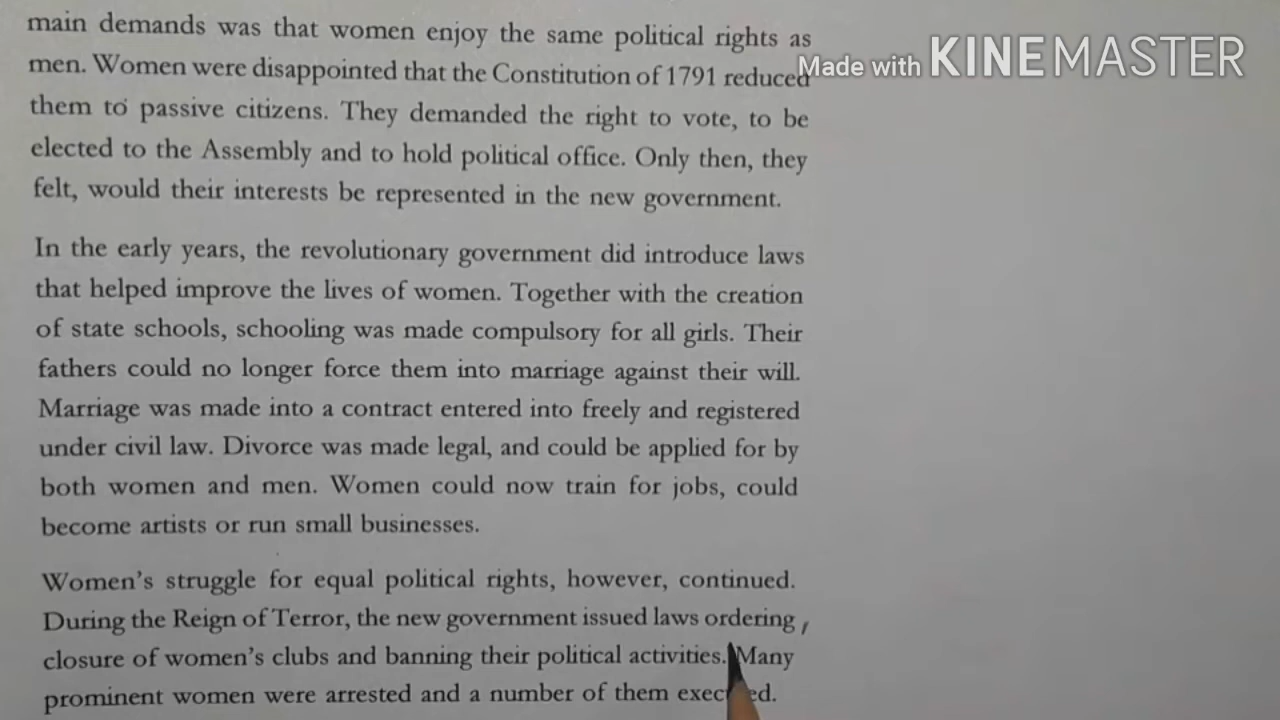 main demands was that women enjoy the same political rights as
men. Women were disappointed that the Constitution of 1791 reduced
them to passive citizens. They demanded the right to vote, to be
elected to the Assembly and to hold political office. Only then, they
felt, would their interests be represented in the new government.
In the early years, the revolutionary government did introduce laws
that helped improve the lives of women. Together with the creation
of state schools, schooling was made compulsory for all girls. Their
fathers could no longer force them into marriage against their will.
Marriage was made into a contract entered into freely and registered
under civil law. Divorce was made legal, and could be applied for by
both women and men. Women could now train for jobs, could
become artists or run small businesses.
Women's struggle for equal political rights, however, continued.
During the Reign of Terror, the new government issued laws ordering
closure of women's clubs and banning their political activities. Many
prominent women were arrested and a number of them
Made with KINEMASTER